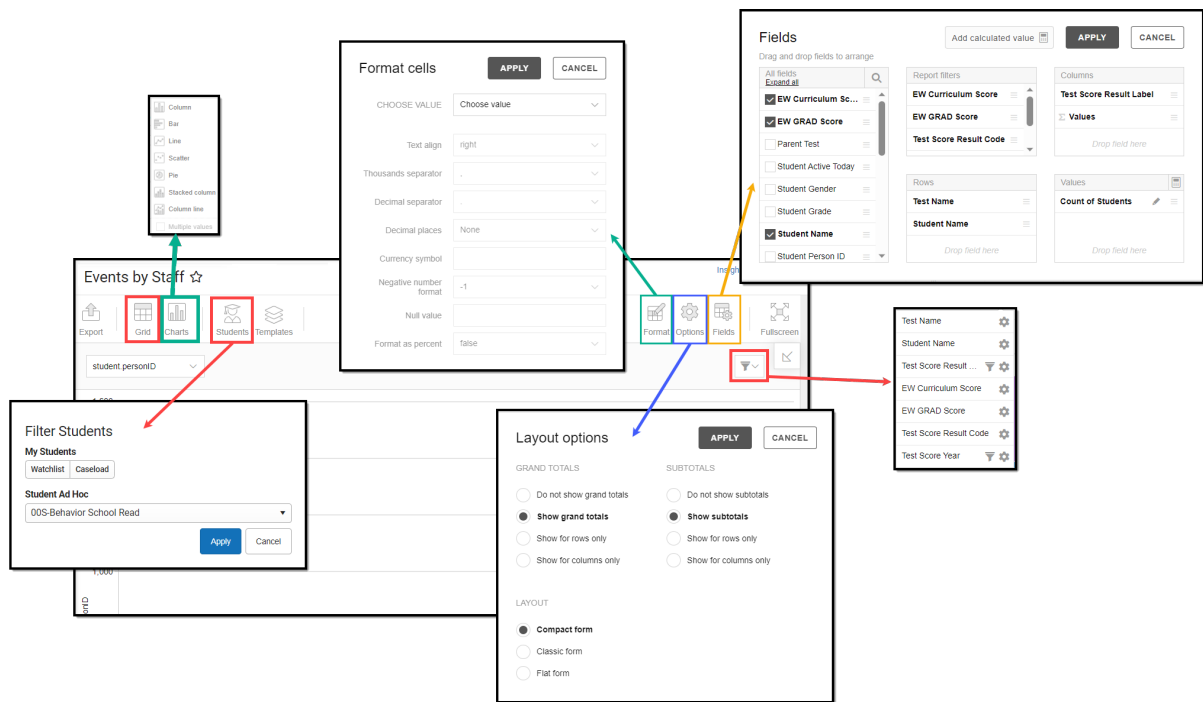 Fields
Add calculated value
APPLY
CANCEL
Drag and drop fields to arrange
All fields
Expand all
EW Curriculum Sc...
EW GRAD Score
Parent Test
Student Active Today
Student Gender
Student Grade
Student Name
Student Person ID
Report filters
EW Curriculum Score
EW GRAD Score
Test Score Result Code
Columns
Test Score Result Label
Σ Values
Drop field here
Rows
Test Name
Student Name
Drop field here
Values
Count of Students
Format cells
APPLY
CANCEL
CHOOSE VALUE
Choose value
Text align
right
Thousands separator
,
Decimal separator
.
Decimal places
None
Currency symbol
Negative number
format
-1
Null value
Format as percent
false
Column
Bar
Line
Scatter
Pie
Stacked column
Column line
Multiple values
Events by Staff ☆
Insigh
Export
Grid
Charts
Students
Templates
Format
Options
Fields
Fullscreen
student.personID
Test Name
Student Name
Test Score Result ...
EW Curriculum Score
EW GRAD Score
Test Score Result Code
Test Score Year
Filter Students
My Students
Watchlist
Caseload
Student Ad Hoc
00S-Behavior School Read
Apply
Cancel
1,000
onID
Layout options
APPLY
CANCEL
GRAND TOTALS
Do not show grand totals
Show grand totals
Show for rows only
Show for columns only
SUBTOTALS
Do not show subtotals
Show subtotals
Show for rows only
Show for columns only
LAYOUT
Compact form
Classic form
Flat form